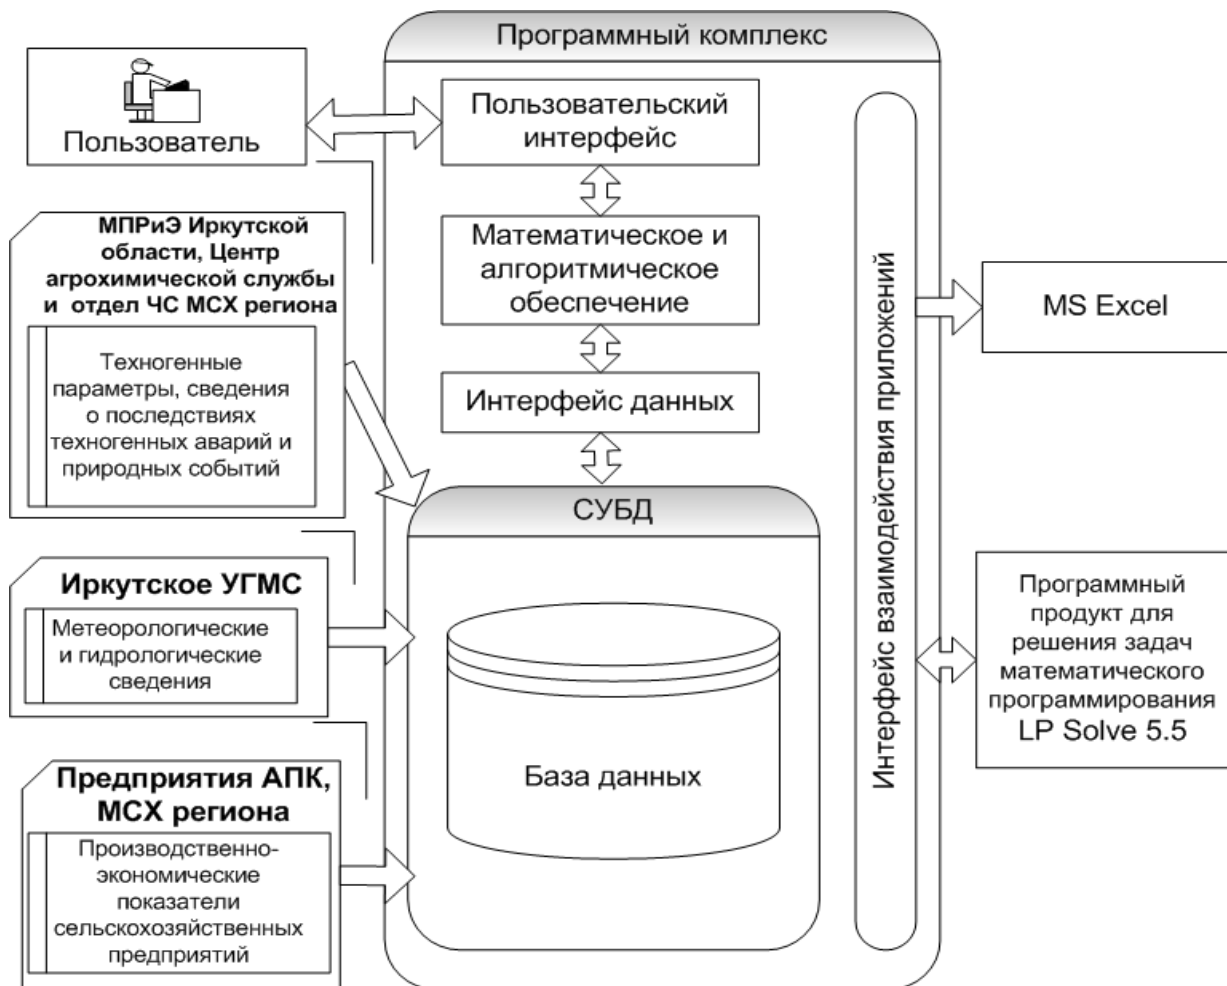 Программный комплекс
Пользователь
Пользовательский
интерфейс
МПРиЭ Иркутской
области, Центр
агрохимической службы
и отдел ЧС МСХ региона
Техногенные
параметры, сведения
о последствиях
техногенных аварий и
природных событий
Математическое и
алгоритмическое
обеспечение
Интерфейс данных
СУБД
База данных
Иркутское УГМС
Метеорологические
и гидрологические
сведения
Предприятия АПК,
МСХ региона
Производственно-
экономические
показатели
сельскохозяйственных
предприятий
Интерфейс взаимодействия приложений
MS Excel
Программный
продукт для
решения задач
математического
программирования
LP Solve 5.5